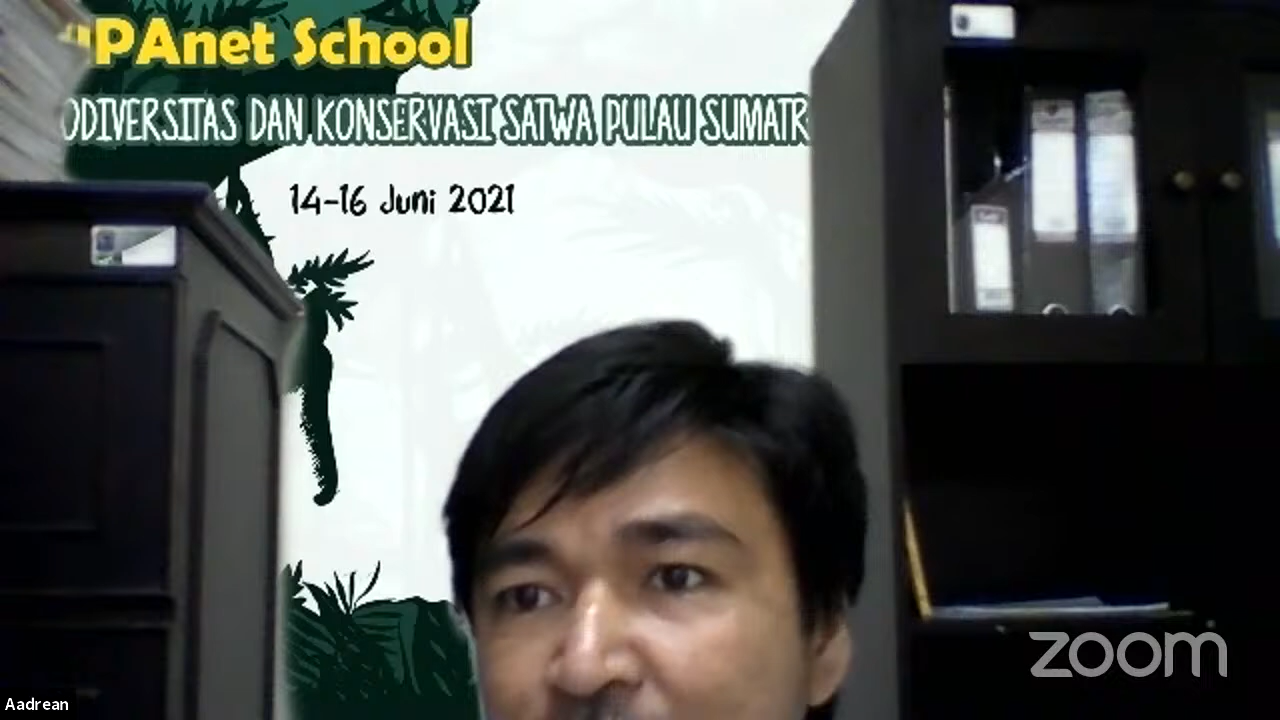 PAnet School
ODIVERSITAS DAN KONSERVASI SATWA PULAU SUMATR
14-16 Juni 2021
zoom
Aadrean